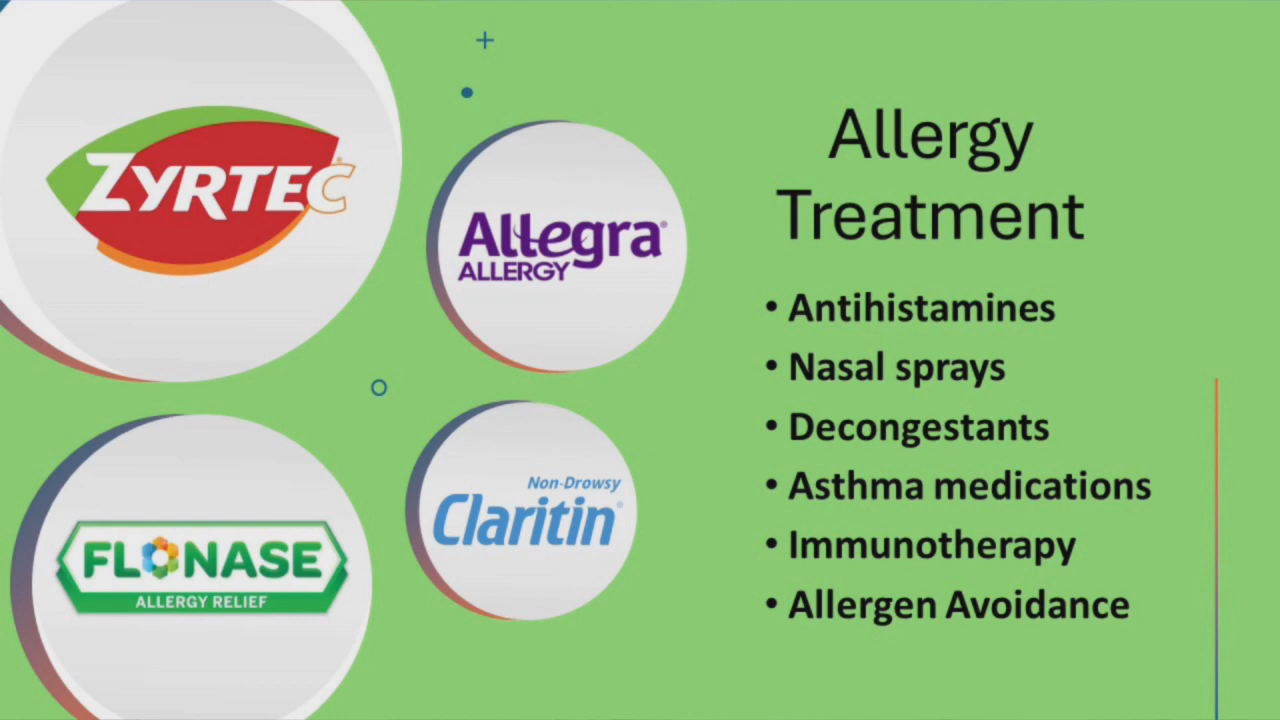 ZYRTEC®
Allegra®
ALLERGY
FLONASE
ALLERGY RELIEF
Non-Drowsy
Claritin®
Allergy
Treatment
• Antihistamines
• Nasal sprays
• Decongestants
• Asthma medications
• Immunotherapy
• Allergen Avoidance